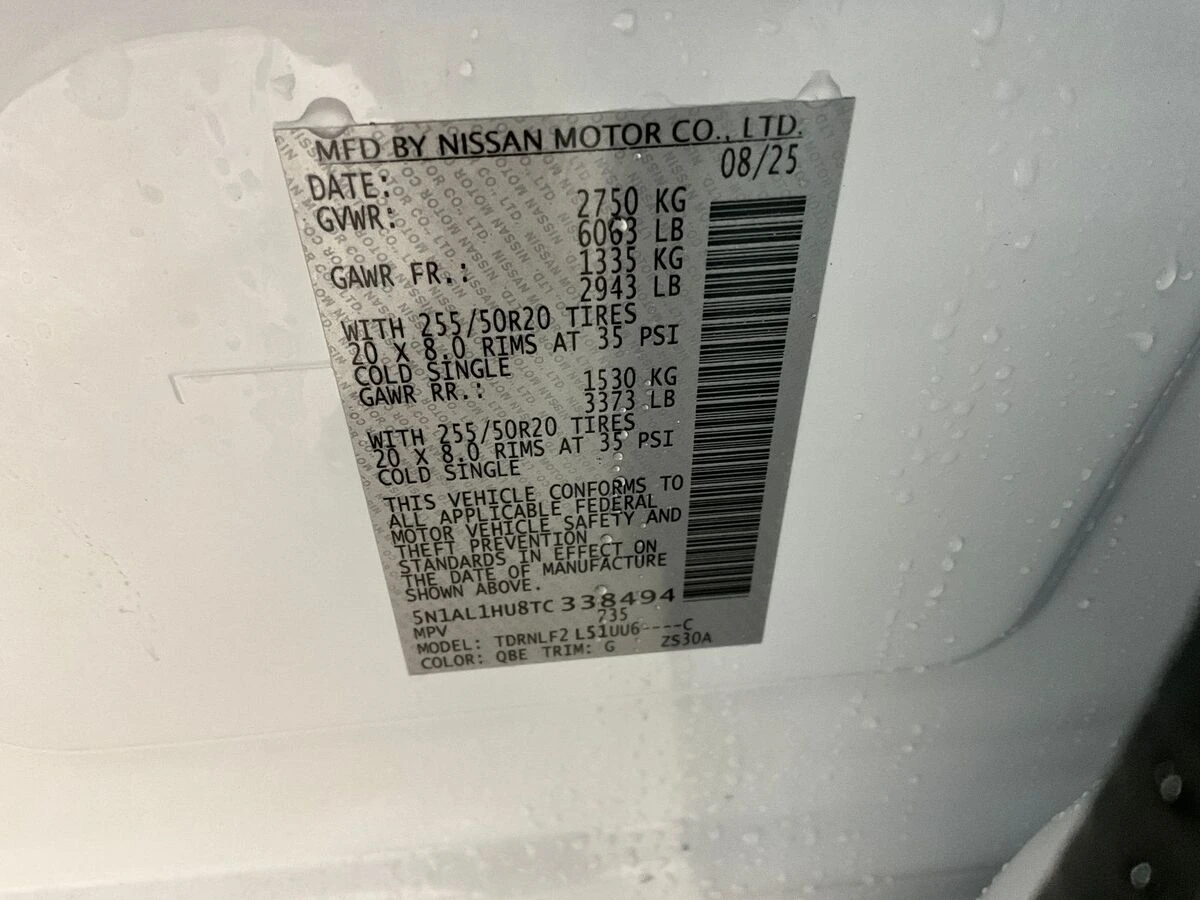 MFD BY NISSAN MOTOR CO., LTD.
DATE: 08/25
GVWR: 2750 KG
6063 LB
GAWR FR.: 1335 KG
2943 LB
WITH 255/50R20 TIRES
20 X 8.0 RIMS AT 35 PSI
COLD SINGLE
GAWR RR.: 1530 KG
3373 LB
WITH 255/50R20 TIRES
20 X 8.0 RIMS AT 35 PSI
COLD SINGLE
THIS VEHICLE CONFORMS TO
ALL APPLICABLE FEDERAL
MOTOR VEHICLE SAFETY AND
THEFT PREVENTION
STANDARDS IN EFFECT ON
THE DATE OF MANUFACTURE
SHOWN ABOVE.
5N1AL1HU8TC338494
MPV 735
MODEL: TDRNLF2 L51UU6----C
COLOR: QBE TRIM: G ZS30A